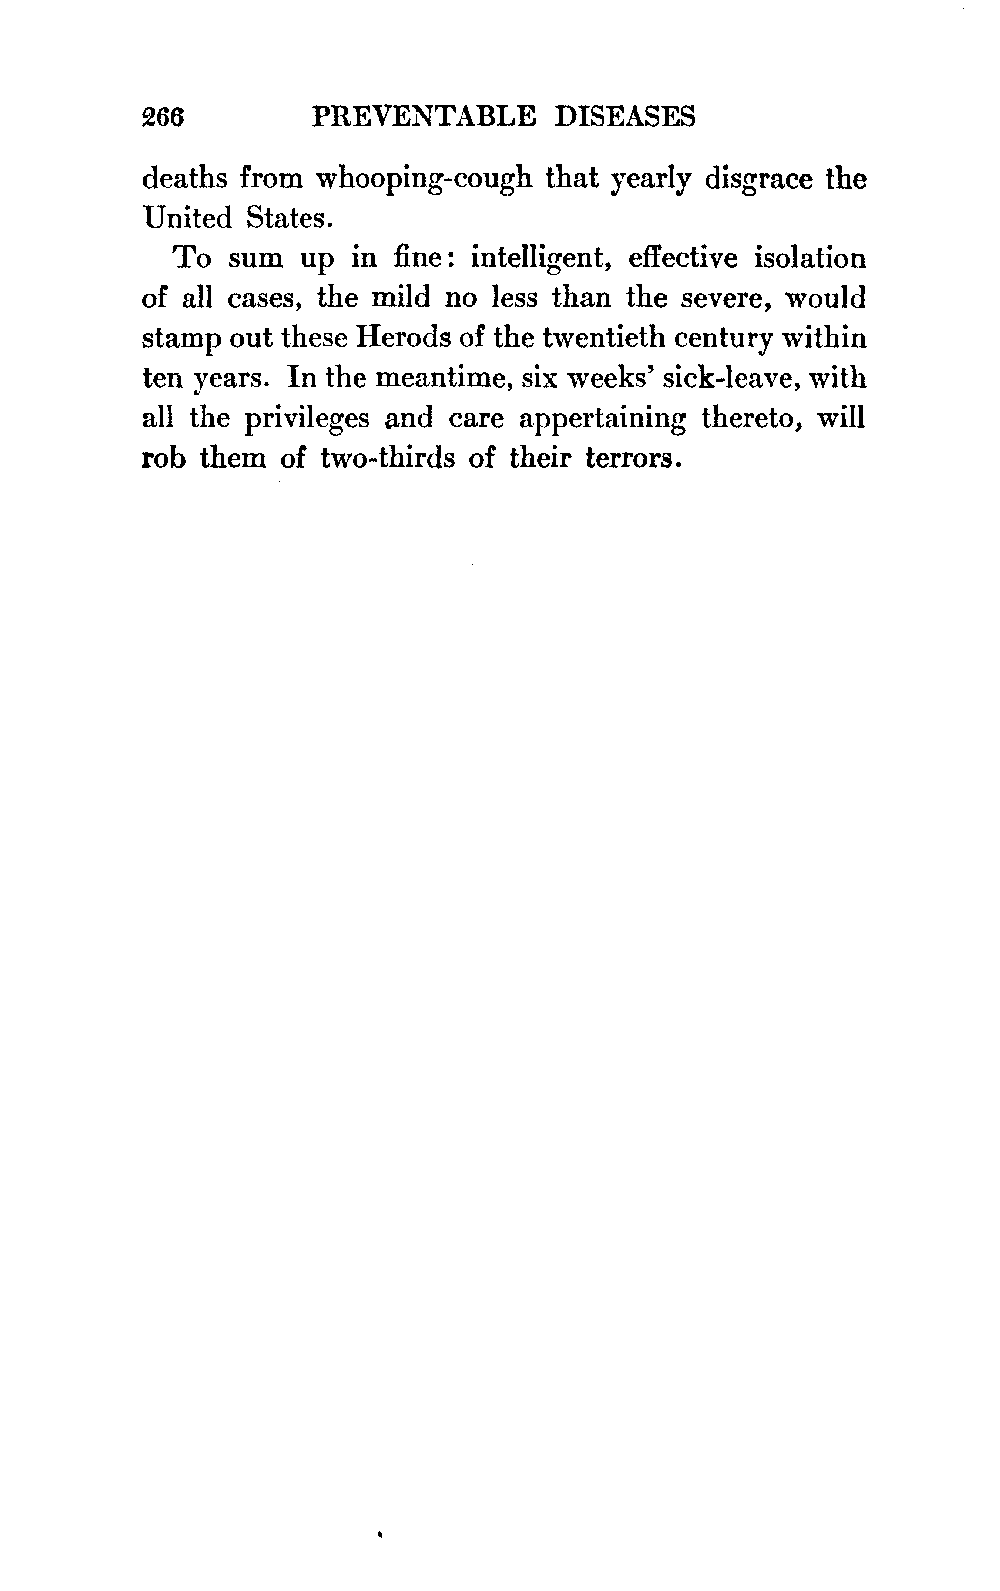 266 PREVENTABLE DISEASES
deaths from whooping-cough that yearly disgrace the
United States.
To sum up in fine: intelligent, effective isolation
of all cases, the mild no less than the severe, would
stamp out these Herods of the twentieth century within
ten years. In the meantime, six weeks' sick-leave, with
all the privileges and care appertaining thereto, will
rob them of two-thirds of their terrors.